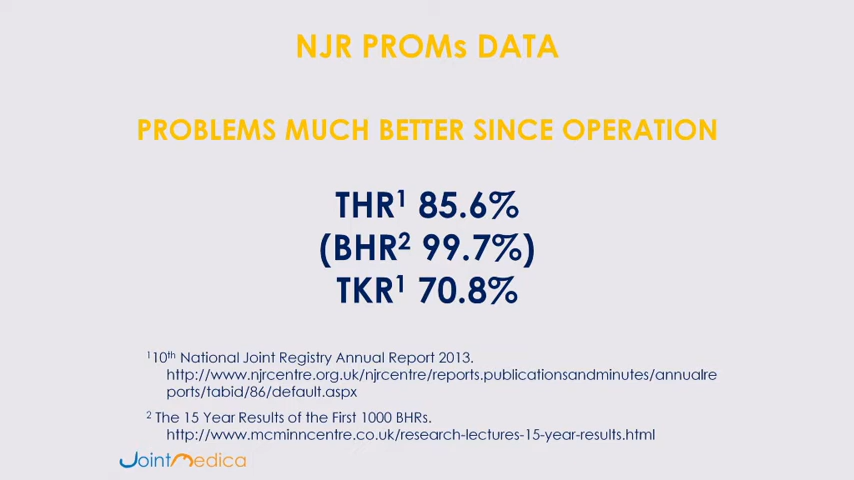 NJR PROMs DATA
PROBLEMS MUCH BETTER SINCE OPERATION
THR¹ 85.6%
(BHR² 99.7%)
TKR¹ 70.8%
¹10th National Joint Registry Annual Report 2013.
http://www.njrcentre.org.uk/njrcentre/reports.publicationsandminutes/annualre
ports/tabid/86/default.aspx
² The 15 Year Results of the First 1000 BHRs.
http://www.mcminncentre.co.uk/research-lectures-15-year-results.html
JointMedica